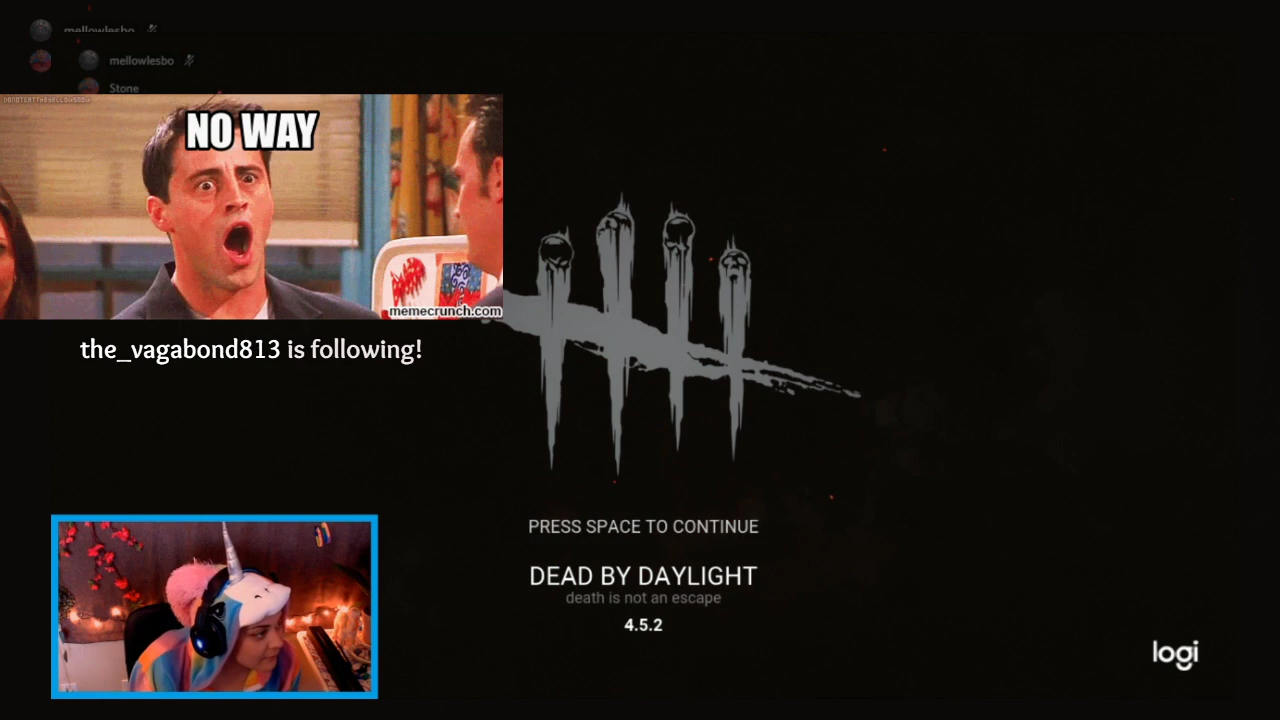 mellowlesbo
mellowlesbo
Stone
NO WAY
memecrunch.com
the_vagabond813 is following!
PRESS SPACE TO CONTINUE
DEAD BY DAYLIGHT
death is not an escape
4.5.2
logi